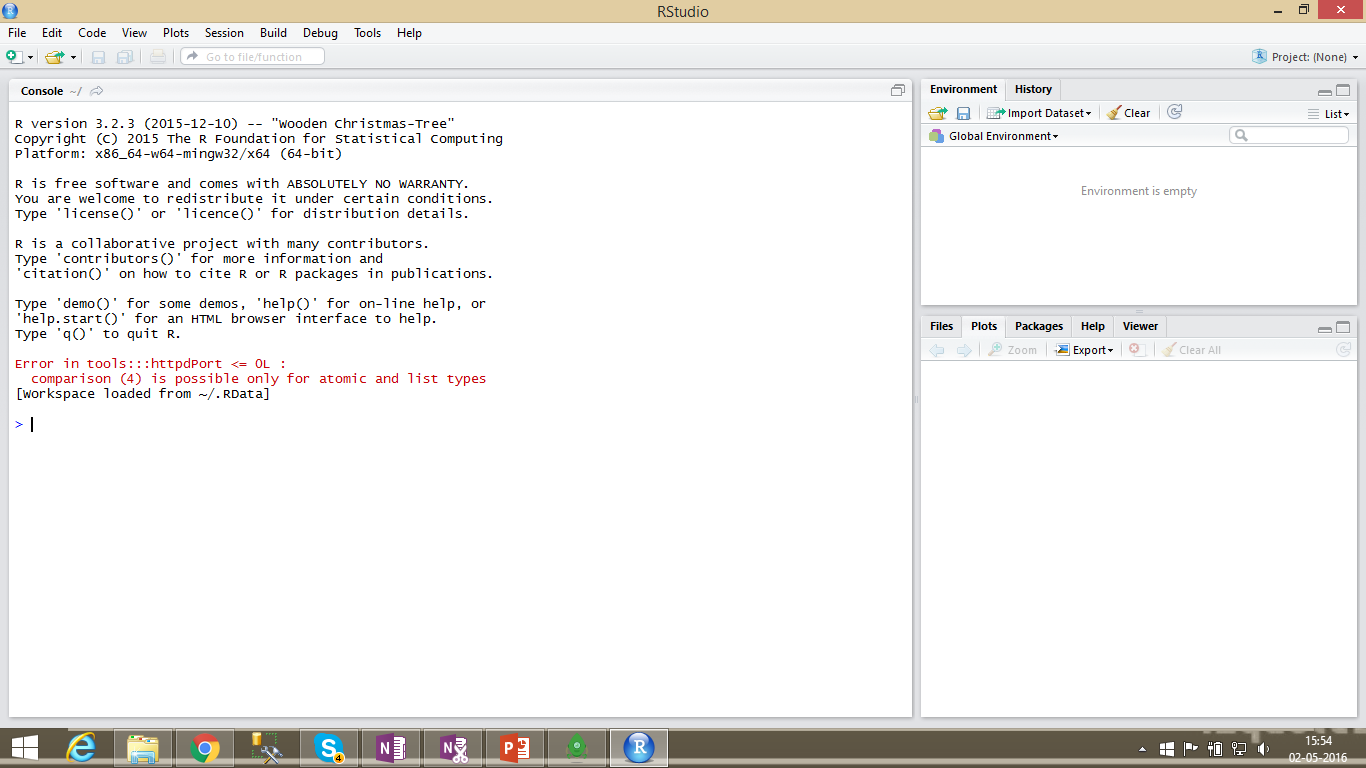 RStudio
File Edit Code View Plots Session Build Debug Tools Help
Go to file/function
Project: (None)
Console ~/
R version 3.2.3 (2015-12-10) -- "Wooden Christmas-Tree"
Copyright (C) 2015 The R Foundation for Statistical Computing
Platform: x86_64-w64-mingw32/x64 (64-bit)
R is free software and comes with ABSOLUTELY NO WARRANTY.
You are welcome to redistribute it under certain conditions.
Type 'license()' or 'licence()' for distribution details.
R is a collaborative project with many contributors.
Type 'contributors()' for more information and
'citation()' on how to cite R or R packages in publications.
Type 'demo()' for some demos, 'help()' for on-line help, or
'help.start()' for an HTML browser interface to help.
Type 'q()' to quit R.
Error in tools:::httpdPort <= 0L :
comparison (4) is possible only for atomic and list types
[Workspace loaded from ~/.RData]
>
Environment History
Import Dataset Clear List
Global Environment
Environment is empty
Files Plots Packages Help Viewer
Zoom Export Clear All
4
15:54
02-05-2016